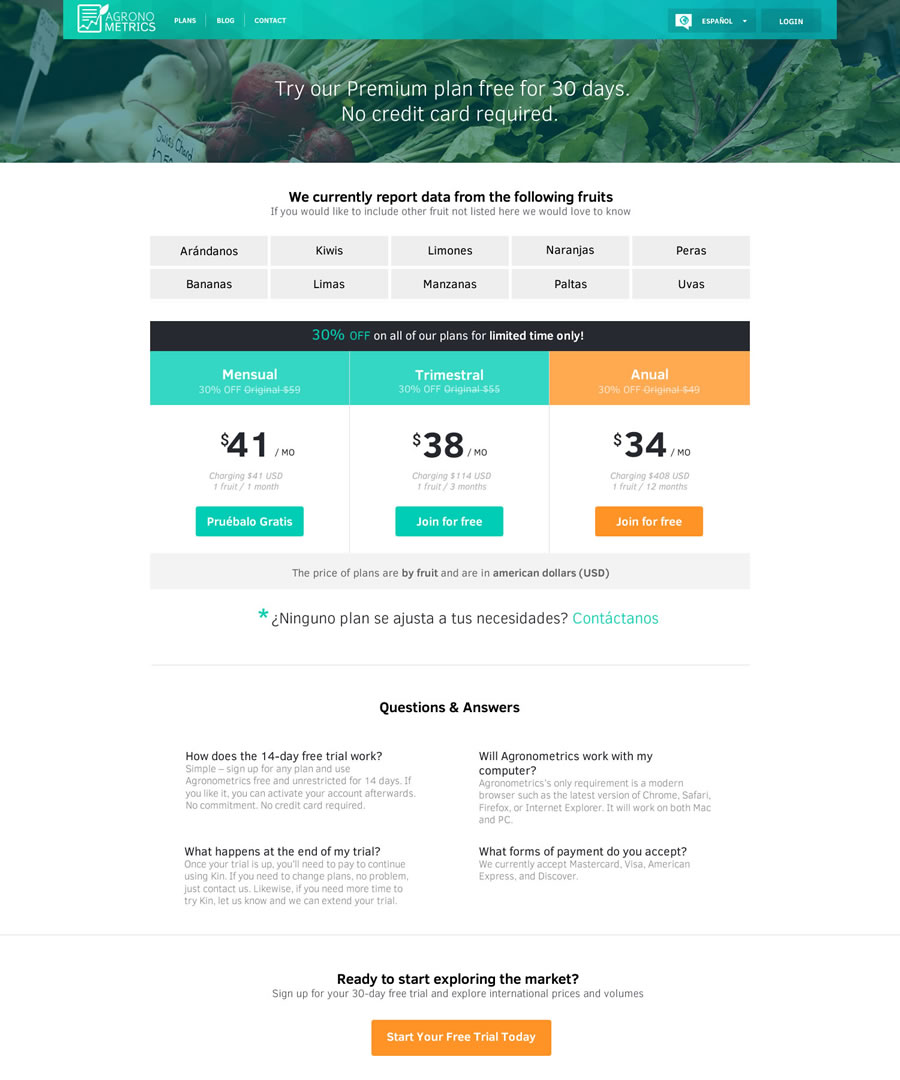 AGRONO
METRICS
PLANS
BLOG
CONTACT
ESPAÑOL
LOGIN
Try our Premium plan free for 30 days.
No credit card required.
Swiss Chard
We currently report data from the following fruits
If you would like to include other fruit not listed here we would love to know
Arándanos
Kiwis
Limones
Naranjas
Peras
Bananas
Limas
Manzanas
Paltas
Uvas
30% OFF on all of our plans for limited time only!
Mensual
30% OFF Original $59
Trimestral
30% OFF Original $55
Anual
30% OFF Original $49
$41 / MO
Charging $41 USD
1 fruit / 1 month
Pruébalo Gratis
$38 / MO
Charging $114 USD
1 fruit / 3 months
Join for free
$34 / MO
Charging $408 USD
1 fruit / 12 months
Join for free
The price of plans are by fruit and are in american dollars (USD)
* ¿Ninguno plan se ajusta a tus necesidades? Contáctanos
Questions & Answers
How does the 14-day free trial work?
Simple – sign up for any plan and use
Agronometrics free and unrestricted for 14 days. If
you like it, you can activate your account afterwards.
No commitment. No credit card required.
Will Agronometrics work with my
computer?
Agronometrics's only requirement is a modern
browser such as the latest version of Chrome, Safari,
Firefox, or Internet Explorer. It will work on both Mac
and PC.
What happens at the end of my trial?
Once your trial is up, you'll need to pay to continue
using Kin. If you need to change plans, no problem,
just contact us. Likewise, if you need more time to
try Kin, let us know and we can extend your trial.
What forms of payment do you accept?
We currently accept Mastercard, Visa, American
Express, and Discover.
Ready to start exploring the market?
Sign up for your 30-day free trial and explore international prices and volumes
Start Your Free Trial Today